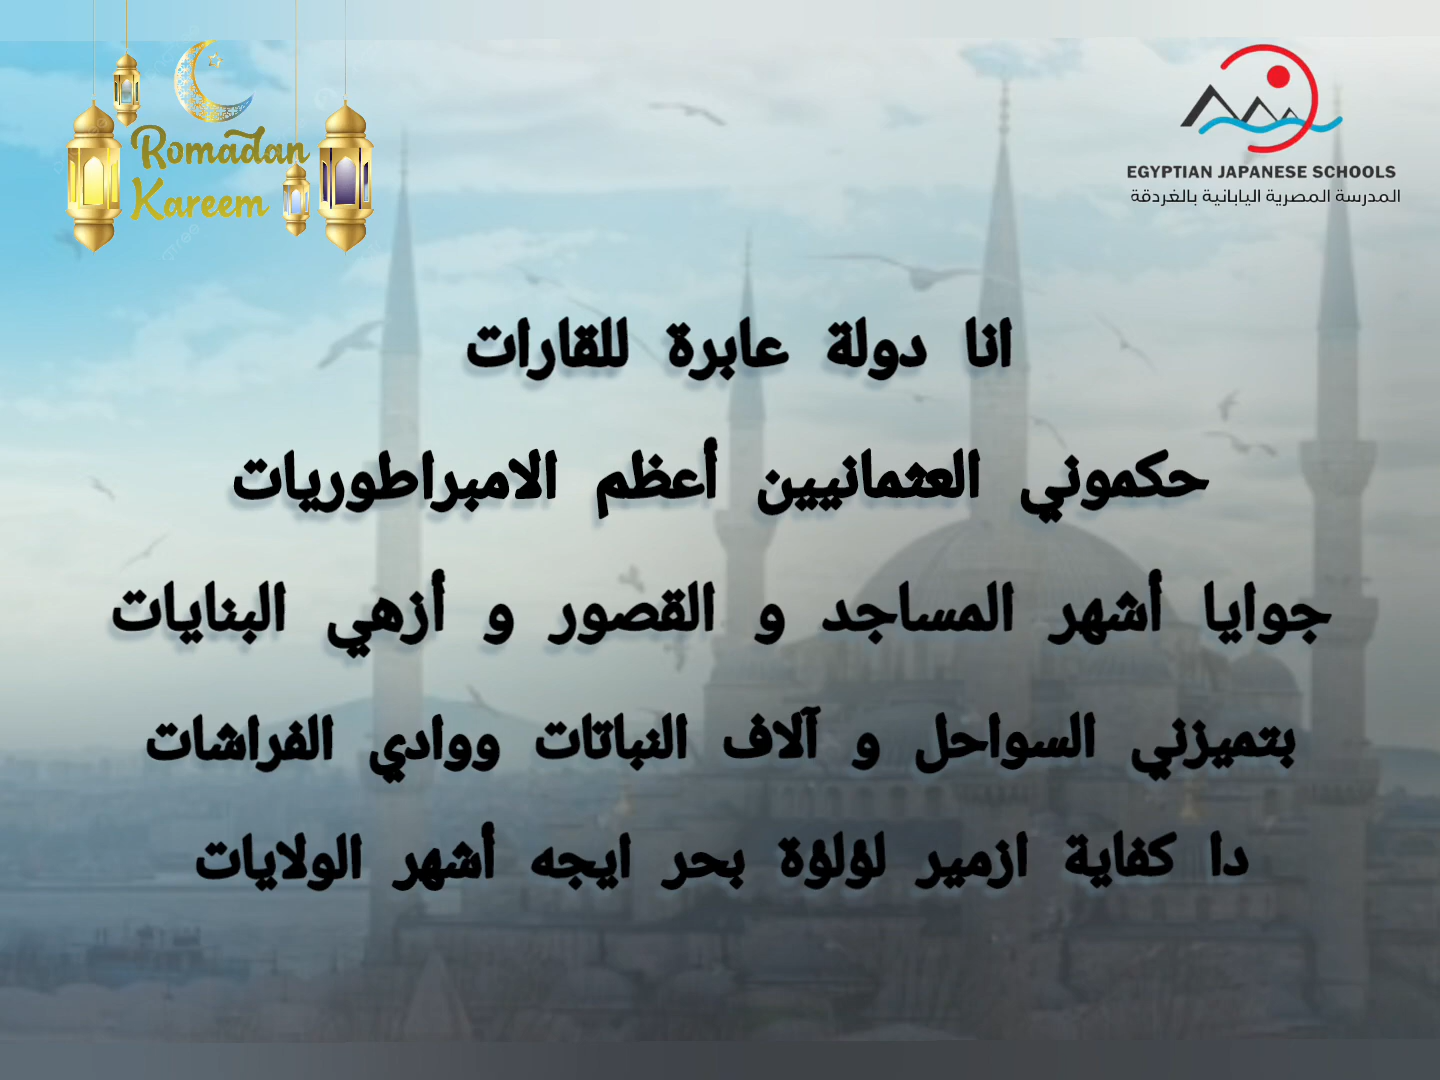 Romadan
Kareem
EGYPTIAN JAPANESE SCHOOLS
المدرسة المصرية اليابانية بالغردقة
انا دولة عابرة للقارات
حكموني العثمانيين أعظم الامبراطوريات
جوايا أشهر المساجد و القصور و أزهي البنايات
بتميزني السواحل و آلاف النباتات ووادي الفراشات
دا كفاية ازمير لؤلؤة بحر ايجه أشهر الولايات